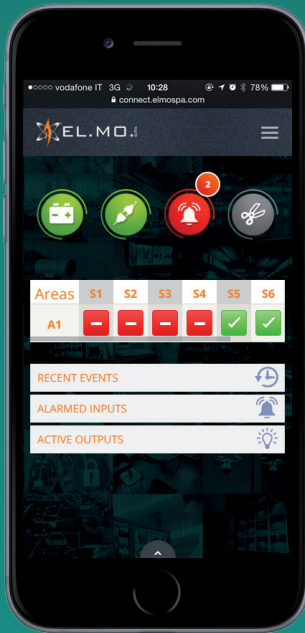 vodafone IT 3G 10:28 78%
connect.elmospa.com
EL.MO.
2
Areas S1 S2 S3 S4 S5 S6
A1
RECENT EVENTS
ALARMED INPUTS
ACTIVE OUTPUTS